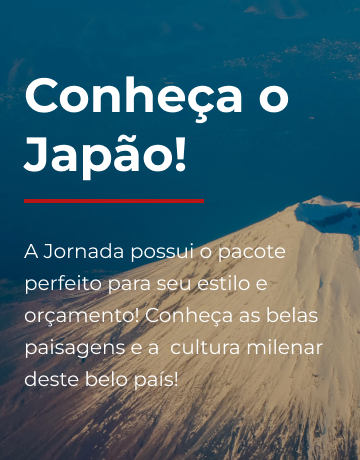 Conheça o
Japão!
A Jornada possui o pacote
perfeito para seu estilo e
orçamento! Conheça as belas
paisagens e a  cultura milenar
deste belo país!